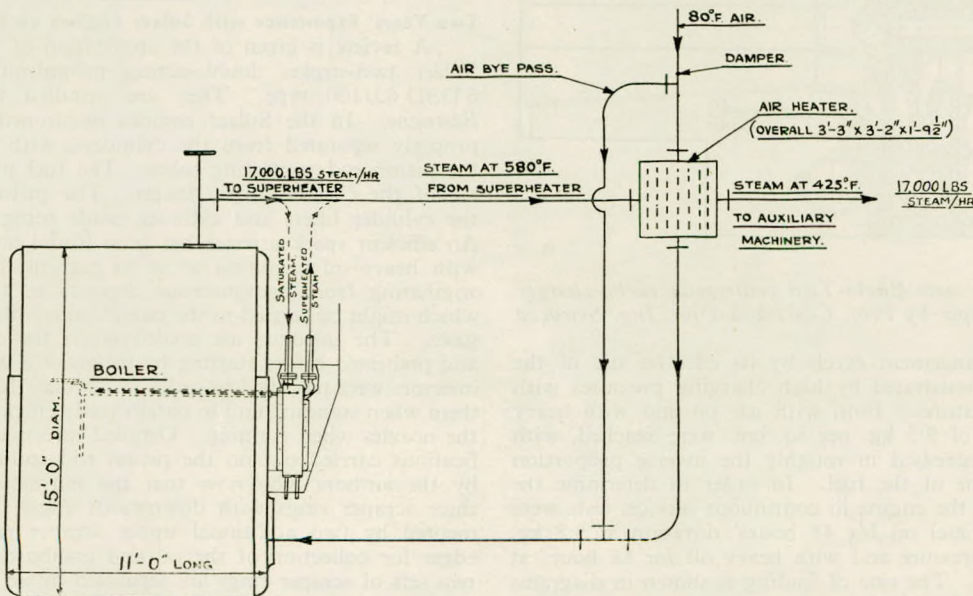 80°F. AIR.
AIR BYE PASS.
DAMPER.
AIR HEATER.
(OVERALL 3'-3" X 3'-2" X 1'-9½")
17,000 LBS STEAM/HR
TO SUPERHEATER
STEAM AT 580°F.
FROM SUPERHEATER
STEAM AT 425°F.
TO AUXILIARY
MACHINERY.
17,000 LBS
STEAM/HR
SATURATED
STEAM.
SUPERHEATED
STEAM
BOILER.
15'-0" DIAM
11'-0" LONG